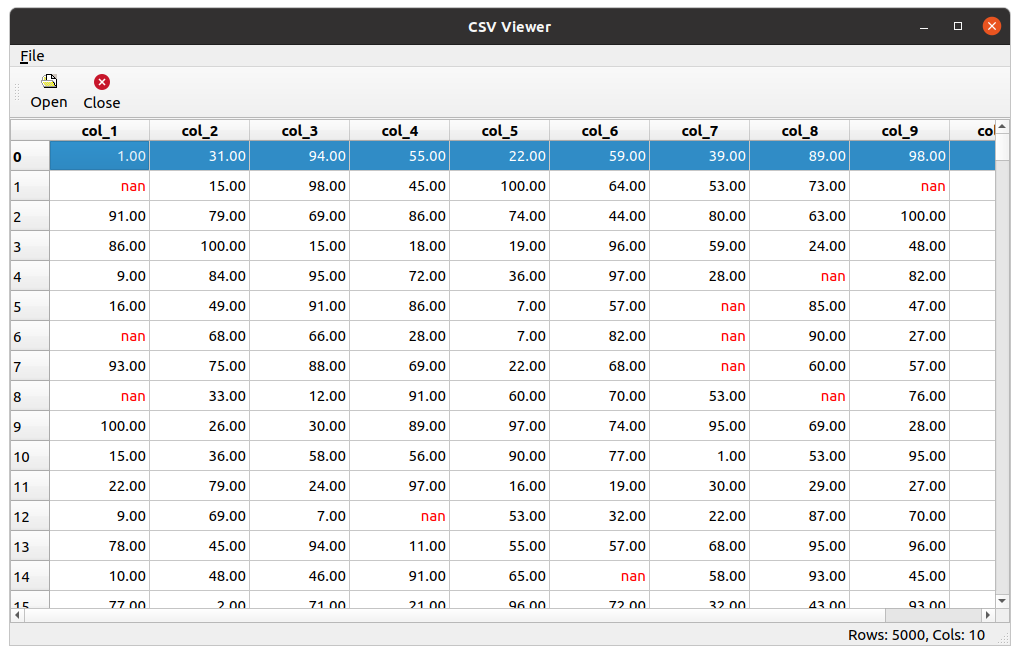 CSV Viewer
File
Open Close
col_1 col_2 col_3 col_4 col_5 col_6 col_7 col_8 col_9
0 1.00 31.00 94.00 55.00 22.00 59.00 39.00 89.00 98.00
1 nan 15.00 98.00 45.00 100.00 64.00 53.00 73.00 nan
2 91.00 79.00 69.00 86.00 74.00 44.00 80.00 63.00 100.00
3 86.00 100.00 15.00 18.00 19.00 96.00 59.00 24.00 48.00
4 9.00 84.00 95.00 72.00 36.00 97.00 28.00 nan 82.00
5 16.00 49.00 91.00 86.00 7.00 57.00 nan 85.00 47.00
6 nan 68.00 66.00 28.00 7.00 82.00 nan 90.00 27.00
7 93.00 75.00 88.00 69.00 22.00 68.00 nan 60.00 57.00
8 nan 33.00 12.00 91.00 60.00 70.00 53.00 nan 76.00
9 100.00 26.00 30.00 89.00 97.00 74.00 95.00 69.00 28.00
10 15.00 36.00 58.00 56.00 90.00 77.00 1.00 53.00 95.00
11 22.00 79.00 24.00 97.00 16.00 19.00 30.00 29.00 27.00
12 9.00 69.00 7.00 nan 53.00 32.00 22.00 87.00 70.00
13 78.00 45.00 94.00 11.00 55.00 57.00 68.00 95.00 96.00
14 10.00 48.00 46.00 91.00 65.00 nan 58.00 93.00 45.00
15 77.00 2.00 71.00 21.00 96.00 72.00 32.00 43.00 93.00
Rows: 5000, Cols: 10